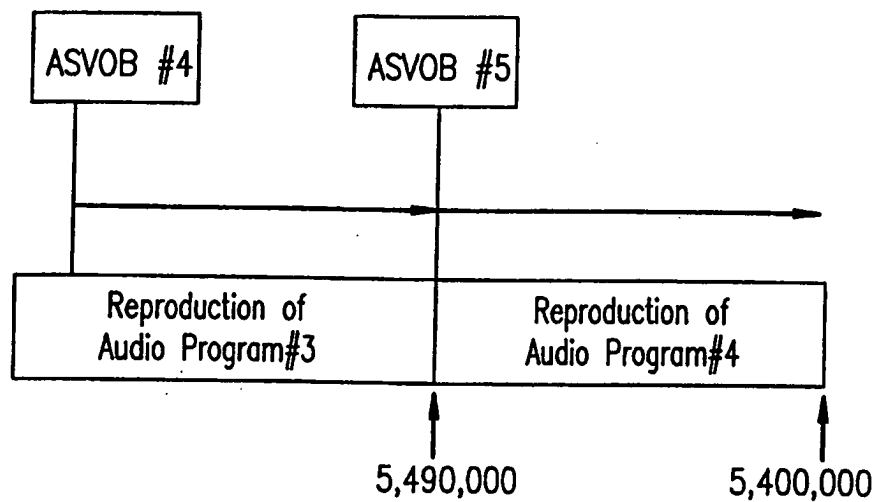 ASVOB #4
ASVOB #5
Reproduction of
Audio Program#3
Reproduction of
Audio Program#4
5,490,000
5,400,000